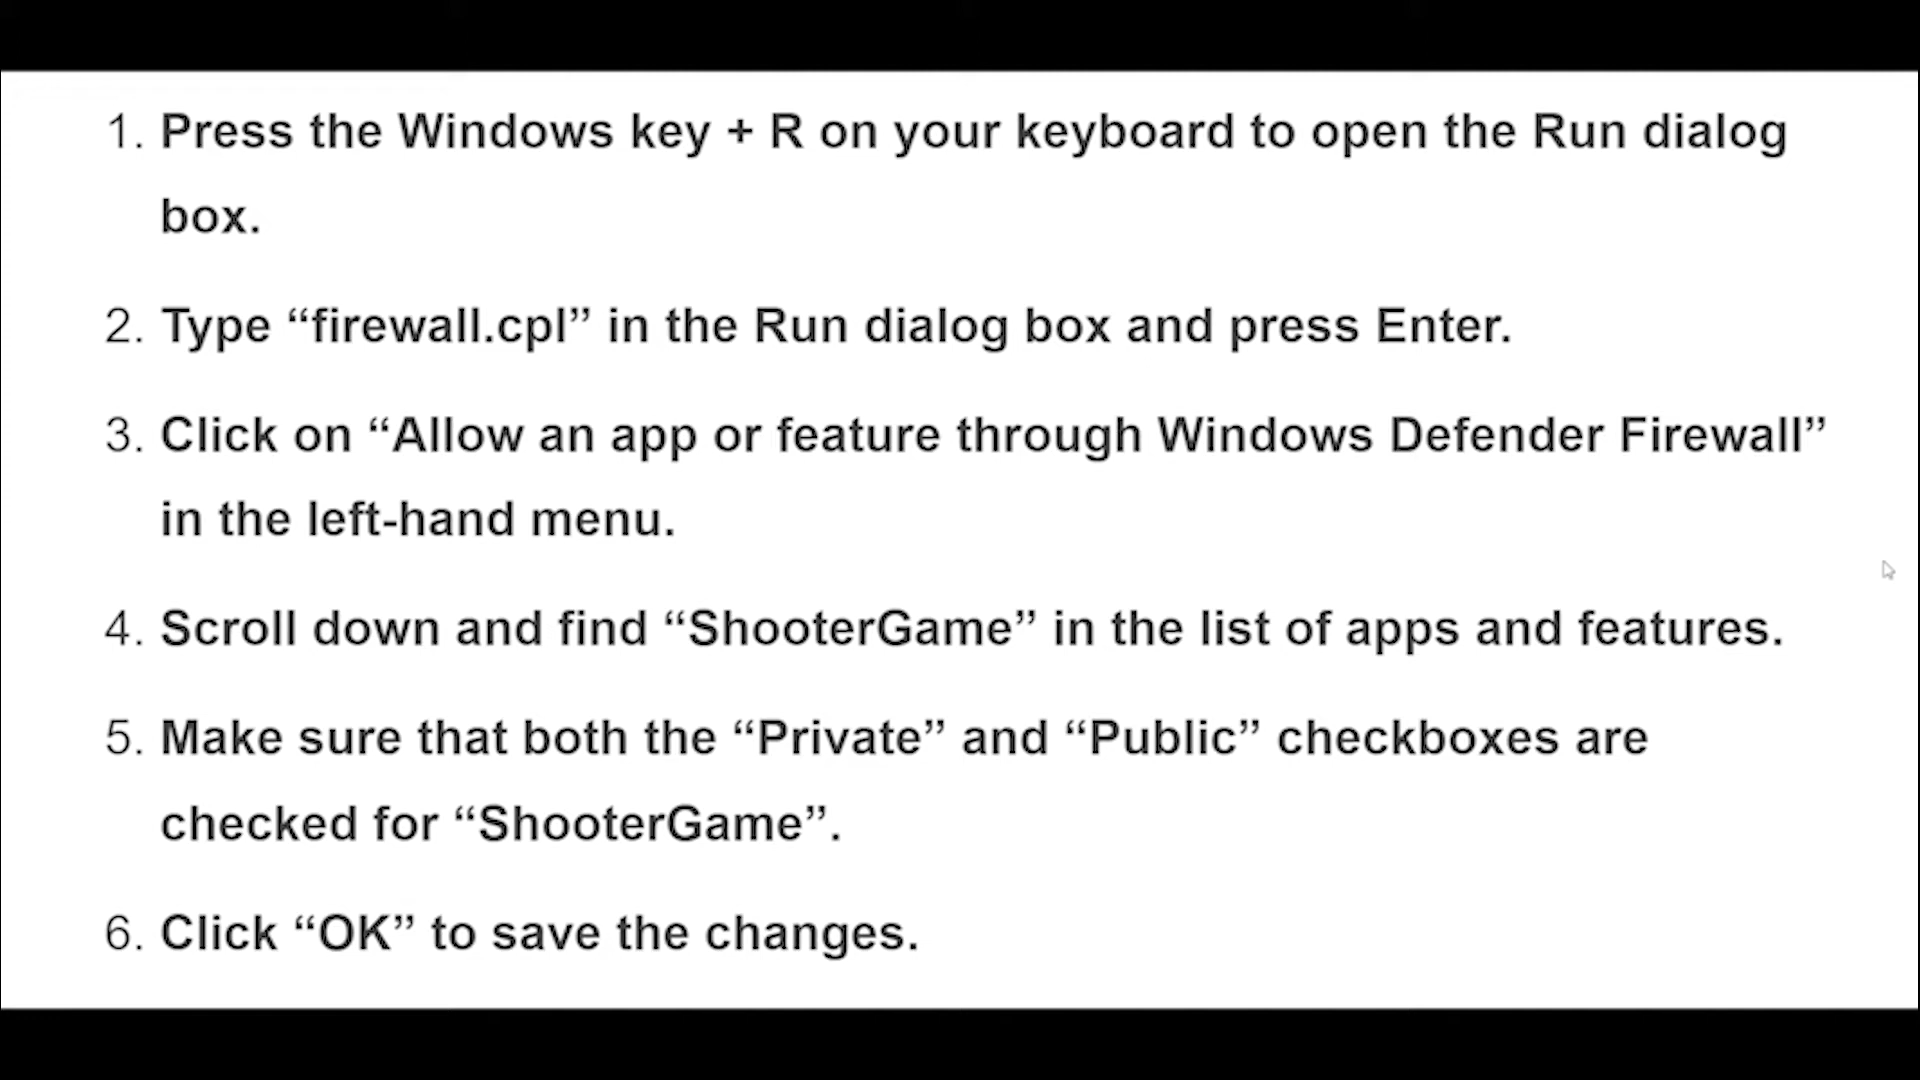 1. Press the Windows key + R on your keyboard to open the Run dialog
box.
2. Type “firewall.cpl” in the Run dialog box and press Enter.
3. Click on “Allow an app or feature through Windows Defender Firewall”
in the left-hand menu.
4. Scroll down and find “ShooterGame” in the list of apps and features.
5. Make sure that both the “Private” and “Public” checkboxes are
checked for “ShooterGame”.
6. Click “OK” to save the changes.